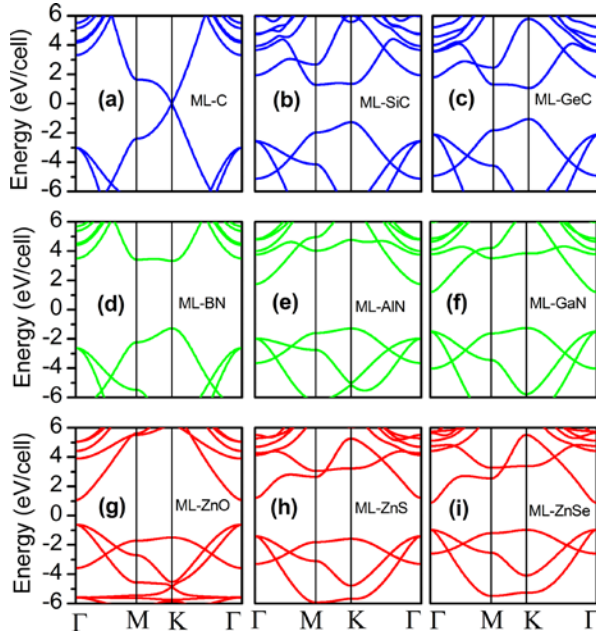 Energy (eV/cell)
6
4
2
0
-2
-4
-6
(a)
ML-C
(b)
ML-SiC
(c)
ML-GeC
Energy (eV/cell)
6
4
2
0
-2
-4
-6
(d)
ML-BN
(e)
ML-AlN
(f)
ML-GaN
Energy (eV/cell)
6
4
2
0
-2
-4
-6
(g)
ML-ZnO
(h)
ML-ZnS
(i)
ML-ZnSe
Γ M K Γ Γ M K Γ Γ M K Γ